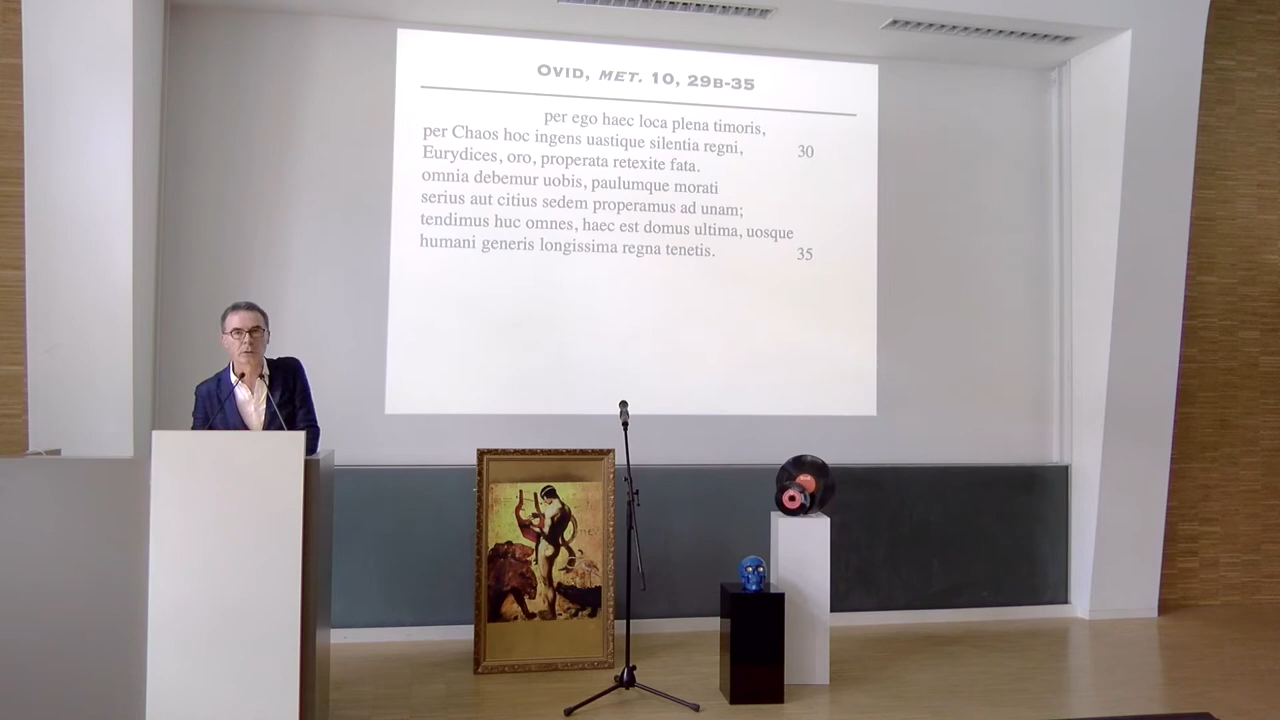 OVID, MET. 10, 29B-35
per ego haec loca plena timoris,
per Chaos hoc ingens uastique silentia regni, 30
Eurydices, oro, properata retexite fata.
omnia debemur uobis, paulumque morati
serius aut citius sedem properamus ad unam;
tendimus huc omnes, haec est domus ultima, uosque
humani generis longissima regna tenetis. 35